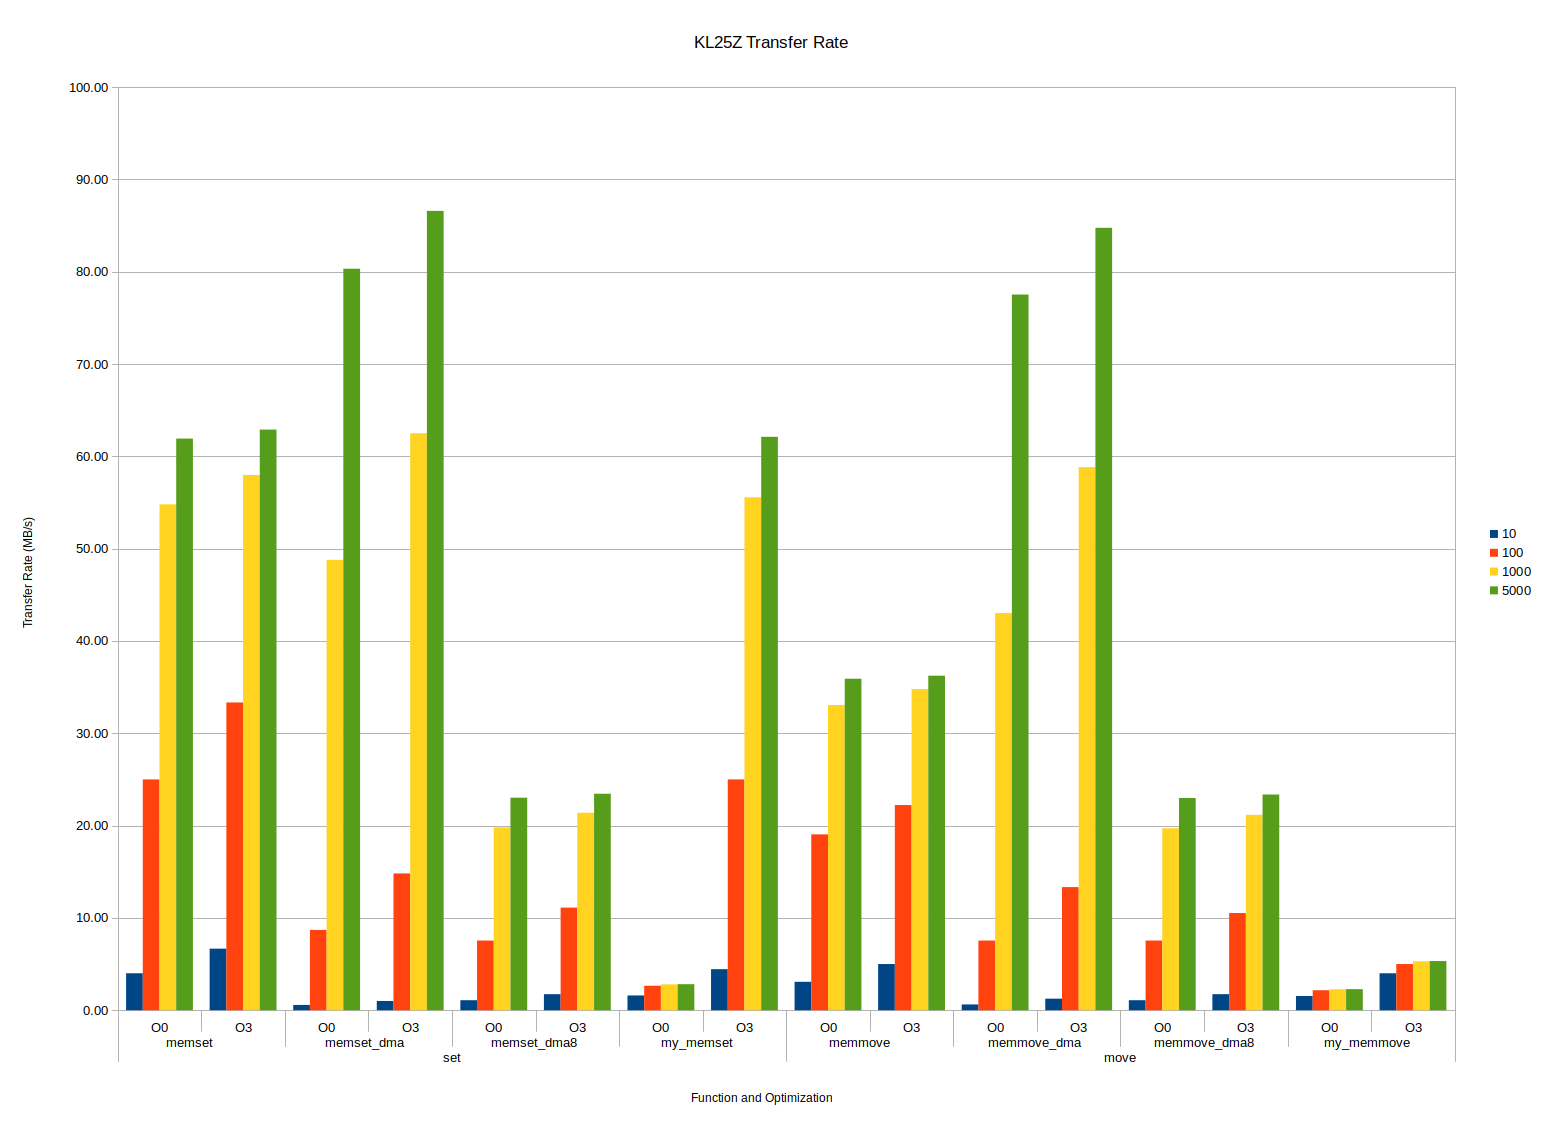 KL25Z Transfer Rate
100.00
90.00
80.00
70.00
60.00
50.00
40.00
30.00
20.00
10.00
0.00
Transfer Rate (MB/s)
10
100
1000
5000
O0 O3 O0 O3 O0 O3 O0 O3 O0 O3 O0 O3 O0 O3 O0 O3
memset memset_dma memset_dma8 my_memset memmove memmove_dma memmove_dma8 my_memmove
set move
Function and Optimization